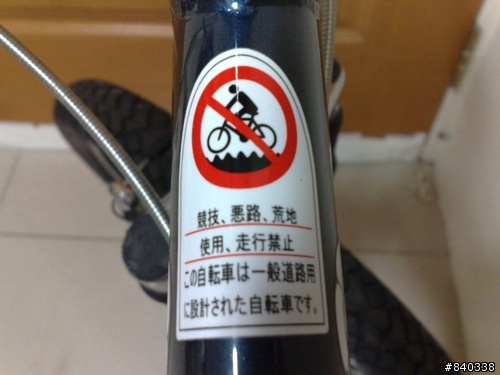 競技、悪路、荒地
使用、走行禁止
この自転車は一般道路用
に設計された自転車です。
#840338